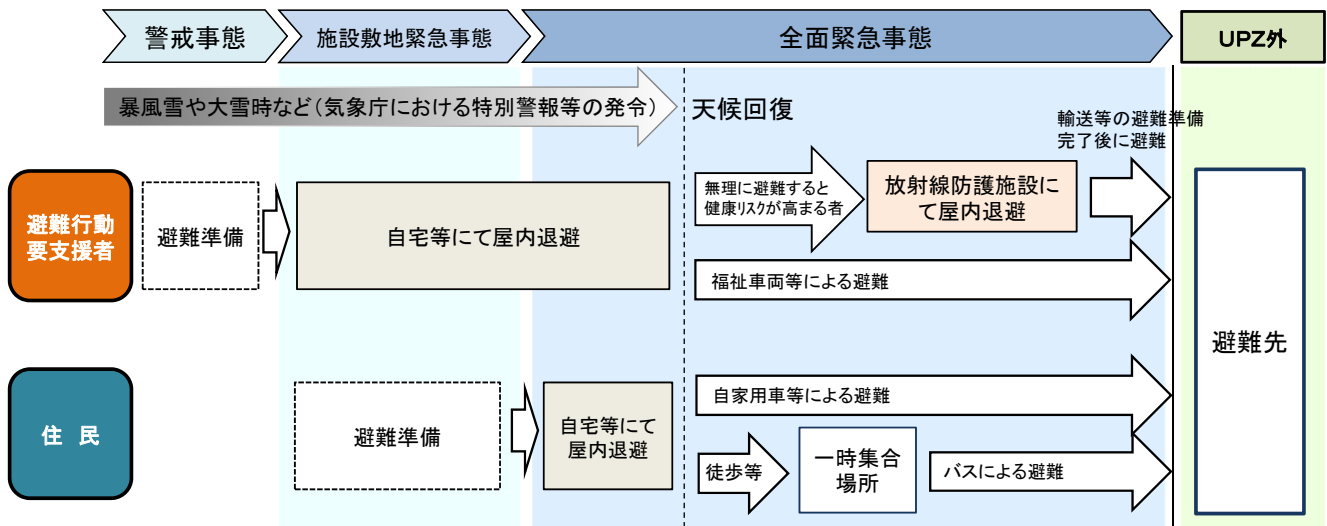 警戒事態
施設敷地緊急事態
全面緊急事態
UPZ外
暴風雪や大雪時など(気象庁における特別警報等の発令)
天候回復
輸送等の避難準備
完了後に避難
避難行動
要支援者
避難準備
自宅等にて屋内退避
無理に避難すると
健康リスクが高まる者
放射線防護施設に
て屋内退避
福祉車両等による避難
避難先
住 民
避難準備
自宅等にて
屋内退避
自家用車等による避難
徒歩等
一時集合
場所
バスによる避難